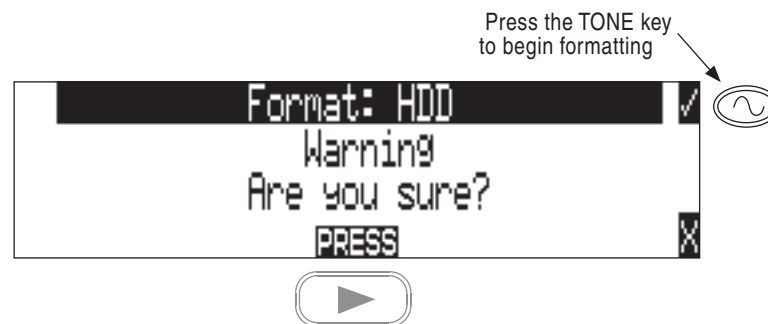 Press the TONE key
to begin formatting
Format: HDD ✓
Warning
Are you sure?
PRESS X